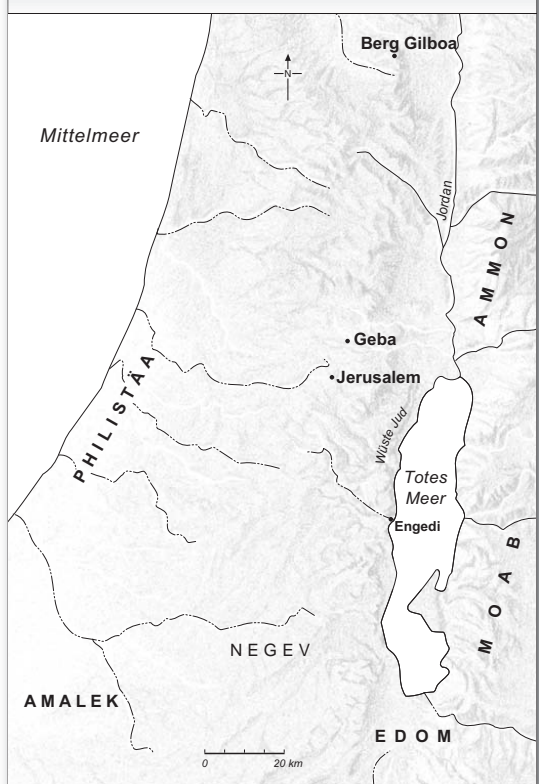 Berg Gilboa
N
Mittelmeer
Jordan
AMMON
Geba
Jerusalem
PHILISTÄA
Wüste Jud
Totes
Meer
Engedi
MOAB
NEGEV
AMALEK
EDOM
0 20 km